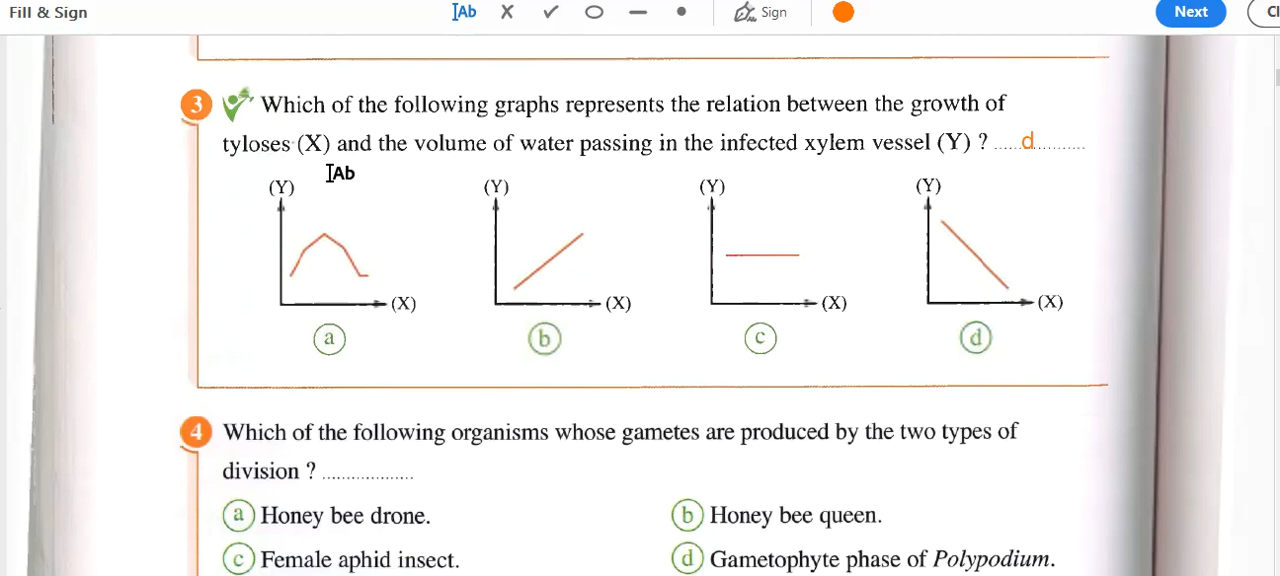 Fill & Sign
Ab
Sign
Next
Cl
3 Which of the following graphs represents the relation between the growth of
tyloses (X) and the volume of water passing in the infected xylem vessel (Y) ? ......d...........
Ab
(Y) (Y) (Y) (Y)
(X) (X) (X) (X)
a b c d
4 Which of the following organisms whose gametes are produced by the two types of
division ? ...................
a Honey bee drone. b Honey bee queen.
c Female aphid insect. d Gametophyte phase of Polypodium.